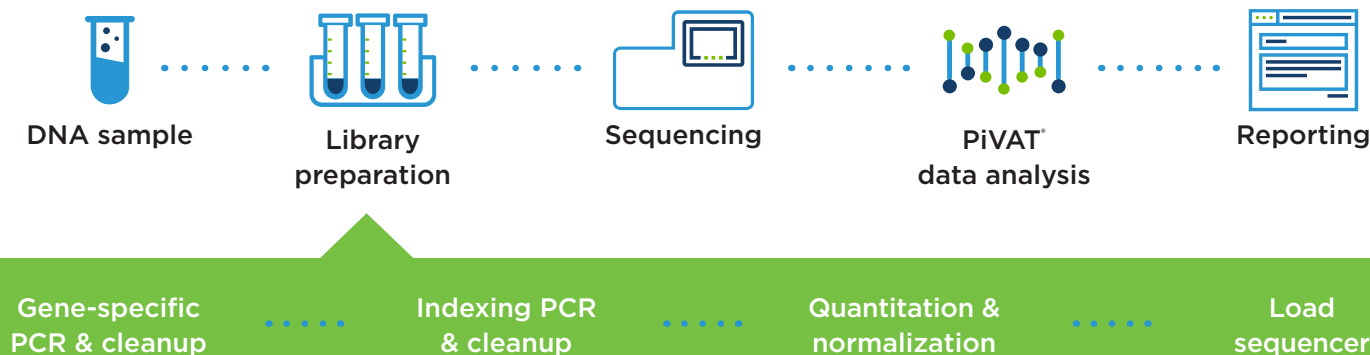 DNA sample
Library
preparation
Sequencing
PiVAT®
data analysis
Reporting
Gene-specific
PCR & cleanup
Indexing PCR
& cleanup
Quantitation &
normalization
Load
sequencer